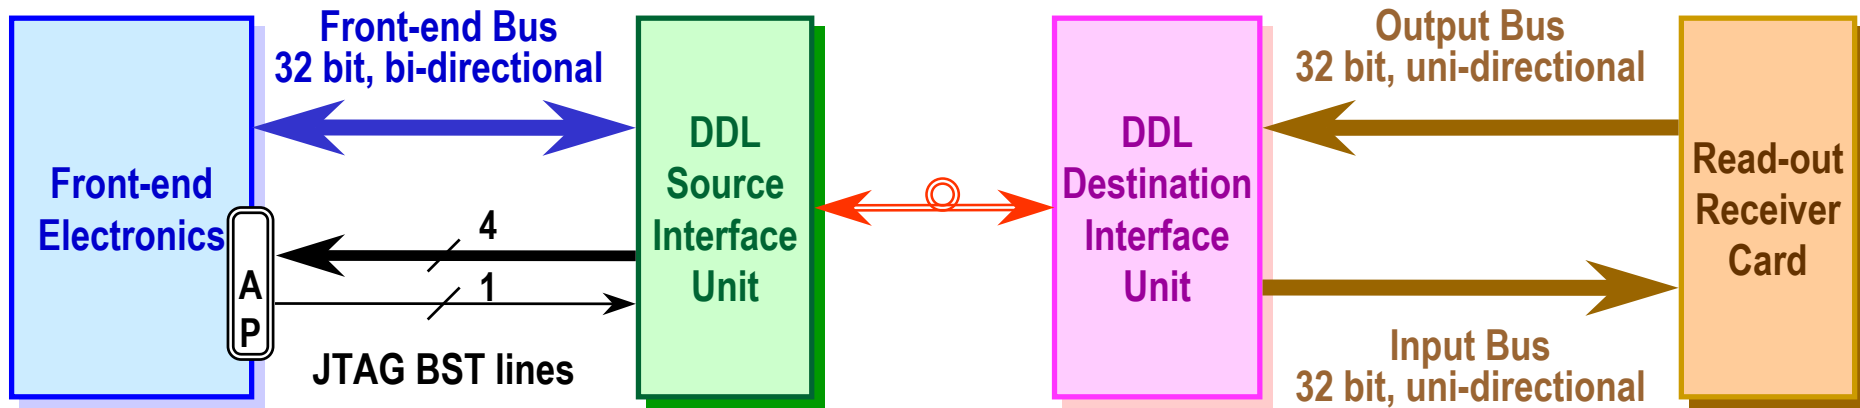 Front-end
Electronics
A
P
Front-end Bus
32 bit, bi-directional
4
1
JTAG BST lines
DDL
Source
Interface
Unit
DDL
Destination
Interface
Unit
Output Bus
32 bit, uni-directional
Input Bus
32 bit, uni-directional
Read-out
Receiver
Card